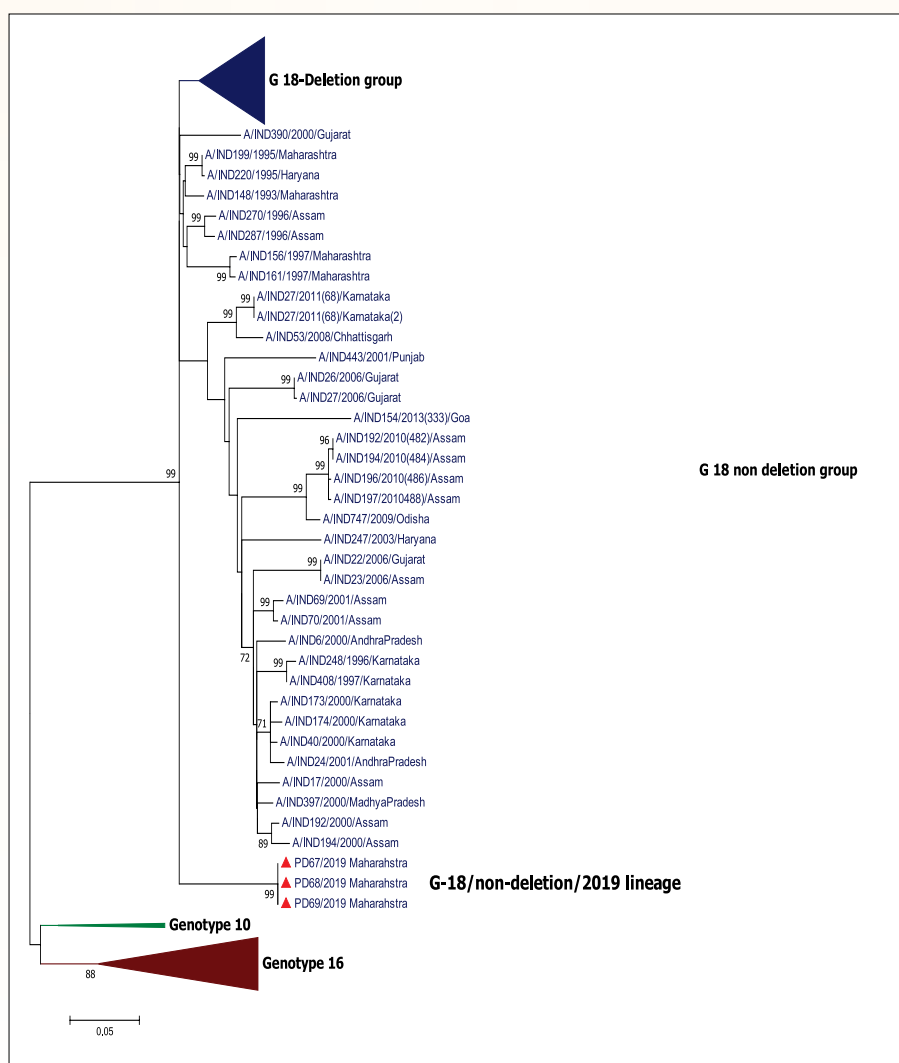 G 18-Deletion group
A/IND390/2000/Gujarat
99
A/IND199/1995/Maharashtra
A/IND220/1995/Haryana
A/IND148/1993/Maharashtra
99
A/IND270/1996/Assam
A/IND287/1996/Assam
A/IND156/1997/Maharashtra
99
A/IND161/1997/Maharashtra
99
A/IND27/2011(68)/Karnataka
99
A/IND27/2011(68)/Karnataka(2)
A/IND53/2008/Chhattisgarh
A/IND443/2001/Punjab
99
A/IND26/2006/Gujarat
A/IND27/2006/Gujarat
A/IND154/2013(333)/Goa
96
A/IND192/2010(482)/Assam
A/IND194/2010(484)/Assam
99
99
A/IND196/2010(486)/Assam
G 18 non deletion group
99
A/IND197/2010488)/Assam
A/IND747/2009/Odisha
A/IND247/2003/Haryana
99
A/IND22/2006/Gujarat
A/IND23/2006/Assam
99
A/IND69/2001/Assam
A/IND70/2001/Assam
A/IND6/2000/AndhraPradesh
72
99
A/IND248/1996/Karnataka
A/IND408/1997/Karnataka
A/IND173/2000/Karnataka
71
A/IND174/2000/Karnataka
A/IND40/2000/Karnataka
A/IND24/2001/AndhraPradesh
A/IND17/2000/Assam
A/IND397/2000/MadhyaPradesh
A/IND192/2000/Assam
89
A/IND194/2000/Assam
PD67/2019 Maharahstra
PD68/2019 Maharahstra
G-18/non-deletion/2019 lineage
99
PD69/2019 Maharahstra
Genotype 10
Genotype 16
88
0.05